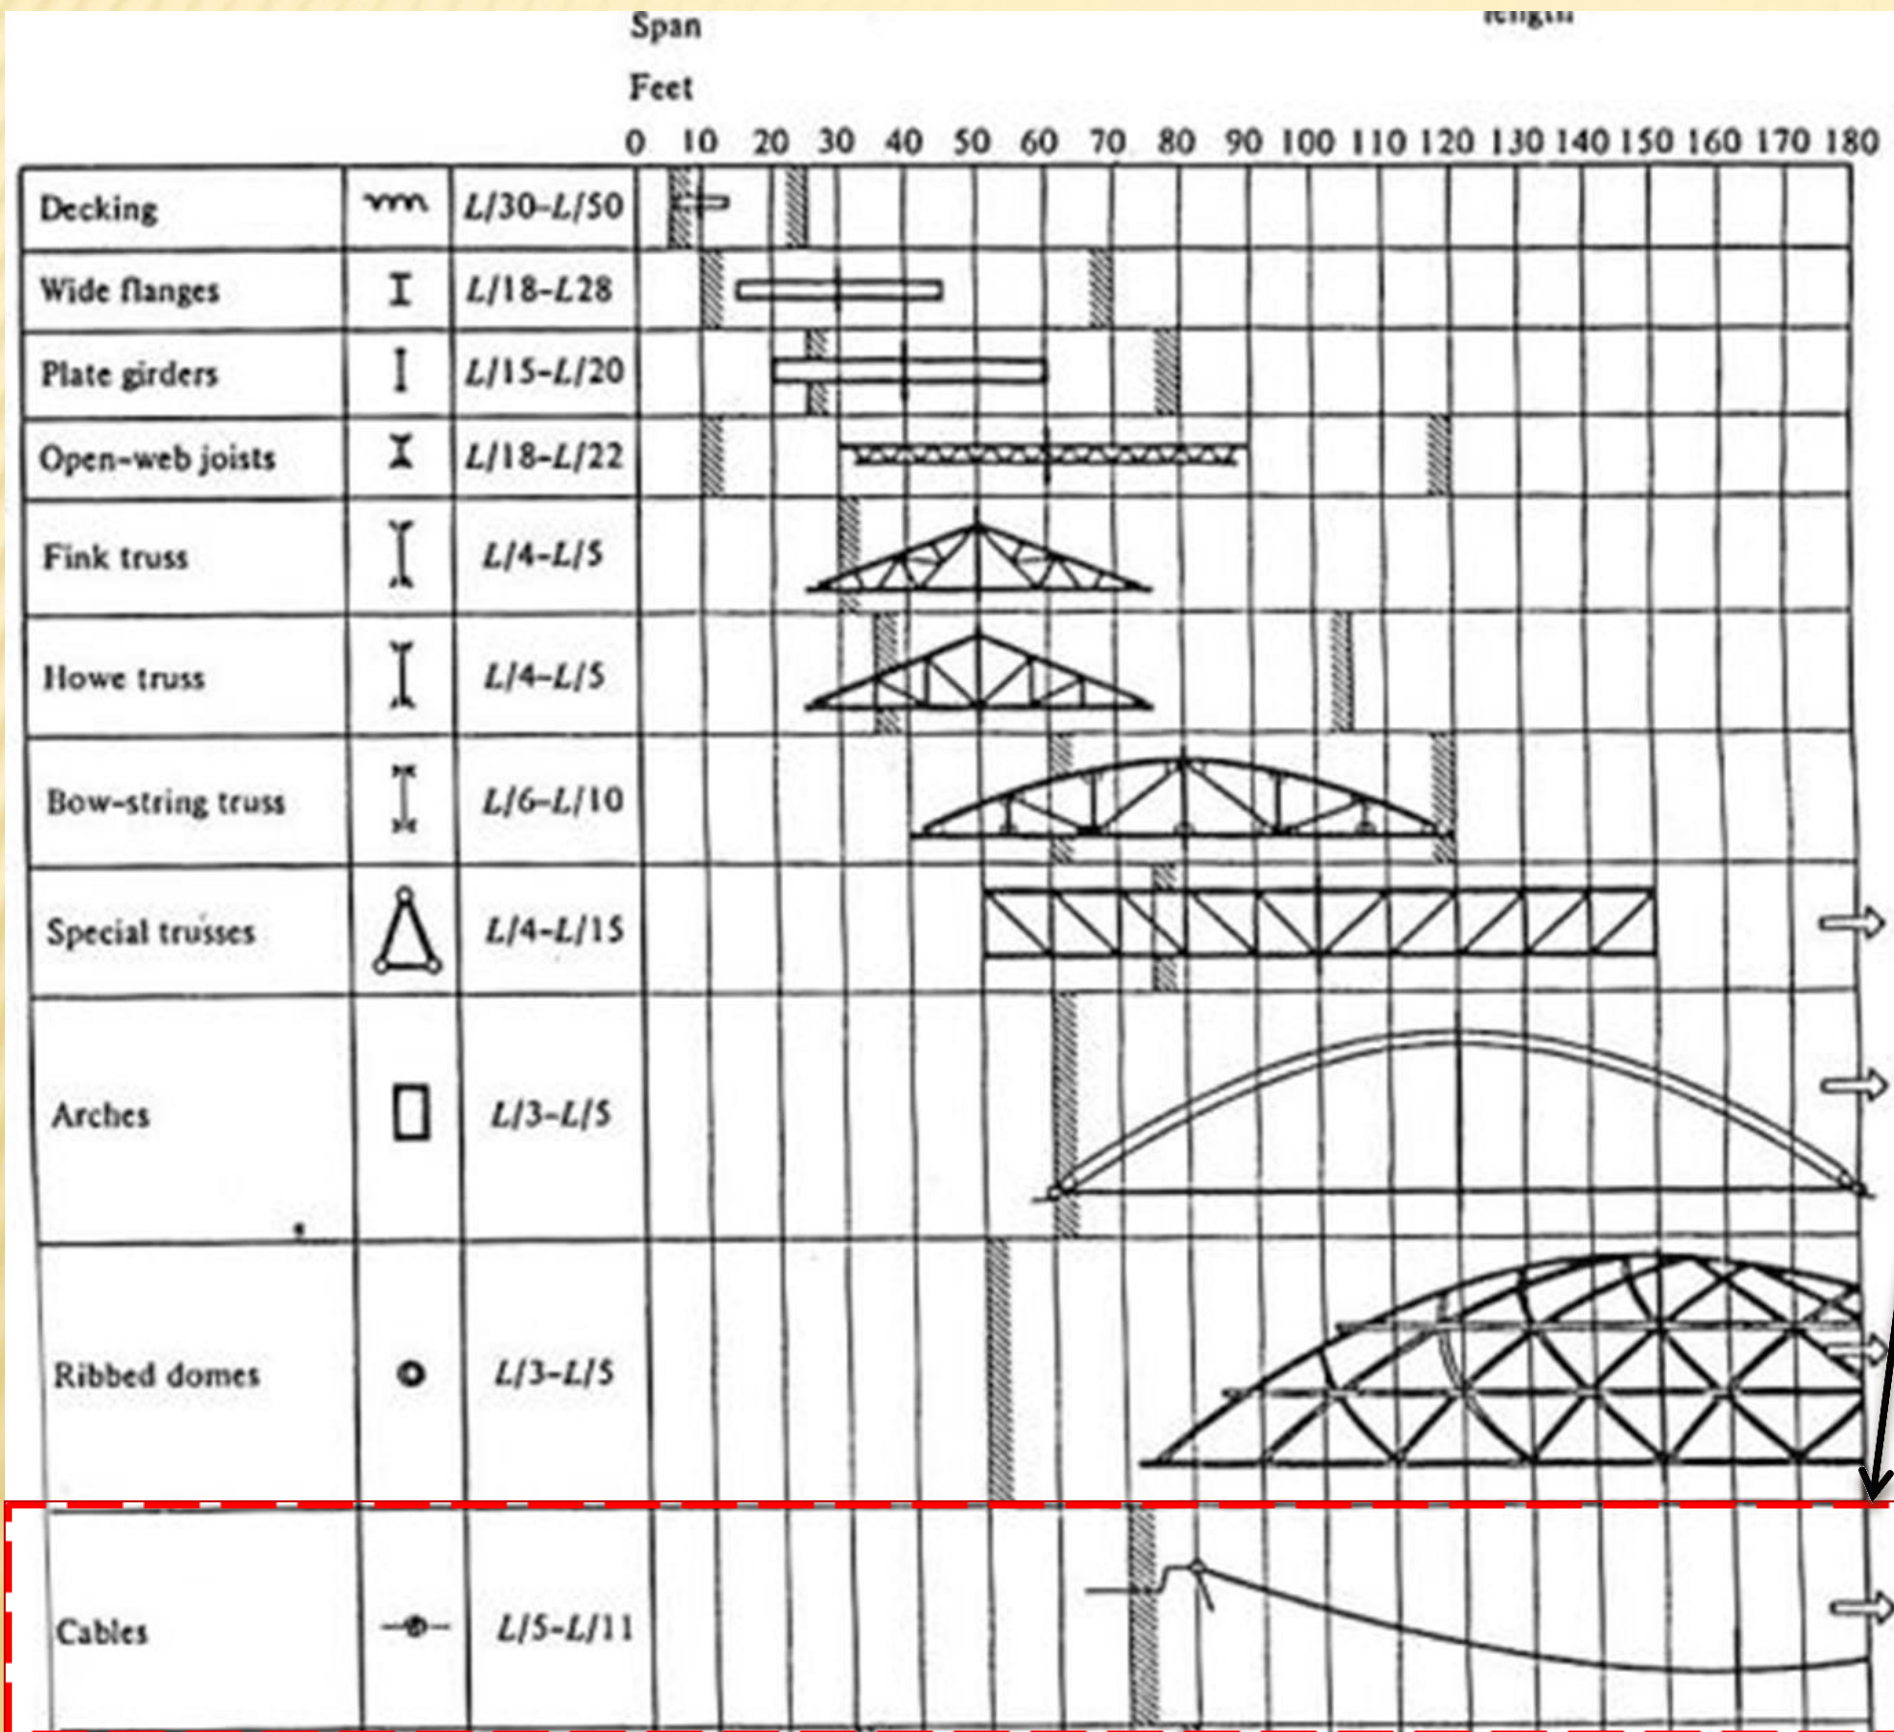 length
Span
Feet
0 10 20 30 40 50 60 70 80 90 100 110 120 130 140 150 160 170 180
Decking L/30–L/50
Wide flanges L/18–L28
Plate girders L/15–L/20
Open-web joists L/18–L/22
Fink truss L/4–L/5
Howe truss L/4–L/5
Bow-string truss L/6–L/10
Special trusses L/4–L/15
Arches L/3–L/5
Ribbed domes L/3–L/5
Cables L/5–L/11